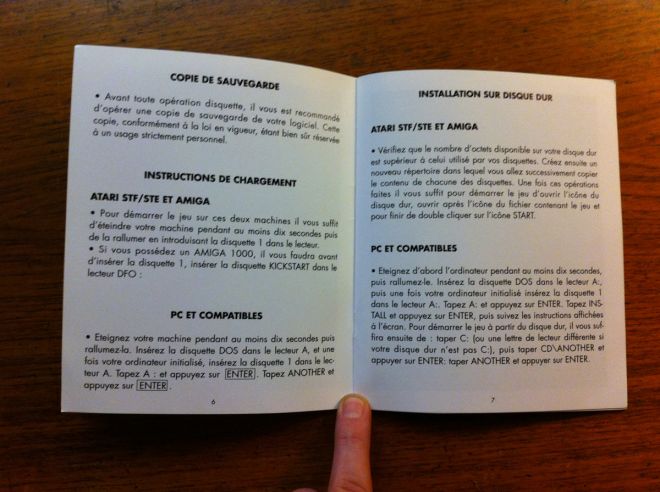 COPIE DE SAUVEGARDE
• Avant toute opération disquette, il vous est recommandé
d'opérer une copie de sauvegarde de votre logiciel. Cette
copie, conformément à la loi en vigueur, étant bien sûr réservée
à un usage strictement personnel.
INSTRUCTIONS DE CHARGEMENT
ATARI STF/STE ET AMIGA
• Pour démarrer le jeu sur ces deux machines il vous suffit
d'éteindre votre machine pendant au moins dix secondes puis
de la rallumer en introduisant la disquette 1 dans le lecteur.
• Si vous possédez un AMIGA 1000, il vous faudra avant
d'insérer la disquette 1, insérer la disquette KICKSTART dans le
lecteur DFO :
PC ET COMPATIBLES
• Eteignez votre machine pendant au moins dix secondes puis
rallumez-la. Insérez la disquette DOS dans le lecteur A, et une
fois votre ordinateur initialisé, insérez la disquette 1 dans le lec-
teur A. Tapez A : et appuyez sur ENTER. Tapez ANOTHER et
appuyez sur ENTER.
6
INSTALLATION SUR DISQUE DUR
ATARI STF/STE ET AMIGA
• Vérifiez que le nombre d'octets disponible sur votre disque dur
est supérieur à celui utilisé par vos disquettes. Créez ensuite un
nouveau répertoire dans lequel vous allez successivement copier
le contenu de chacune des disquettes. Une fois ces opérations
faites il vous suffit pour démarrer le jeu d'ouvrir l'icône du
disque dur, ouvrir après l'icône du fichier contenant le jeu et
pour finir de double cliquer sur l'icône START.
PC ET COMPATIBLES
• Eteignez d'abord l'ordinateur pendant au moins dix secondes,
puis rallumez-le. Insérez la disquette DOS dans le lecteur A:,
puis une fois votre ordinateur initialisé insérez la disquette 1
dans le lecteur A:. Tapez A: et appuyez sur ENTER. Tapez INS-
TALL et appuyez sur ENTER, puis suivez les instructions affichées
à l'écran. Pour démarrer le jeu à partir du disque dur, il vous suf-
fira ensuite de : taper C: (ou une lettre de lecteur différente si
votre disque dur n'est pas C:), puis taper CD\ANOTHER et
appuyer sur ENTER: taper ANOTHER et appuyer sur ENTER.
7